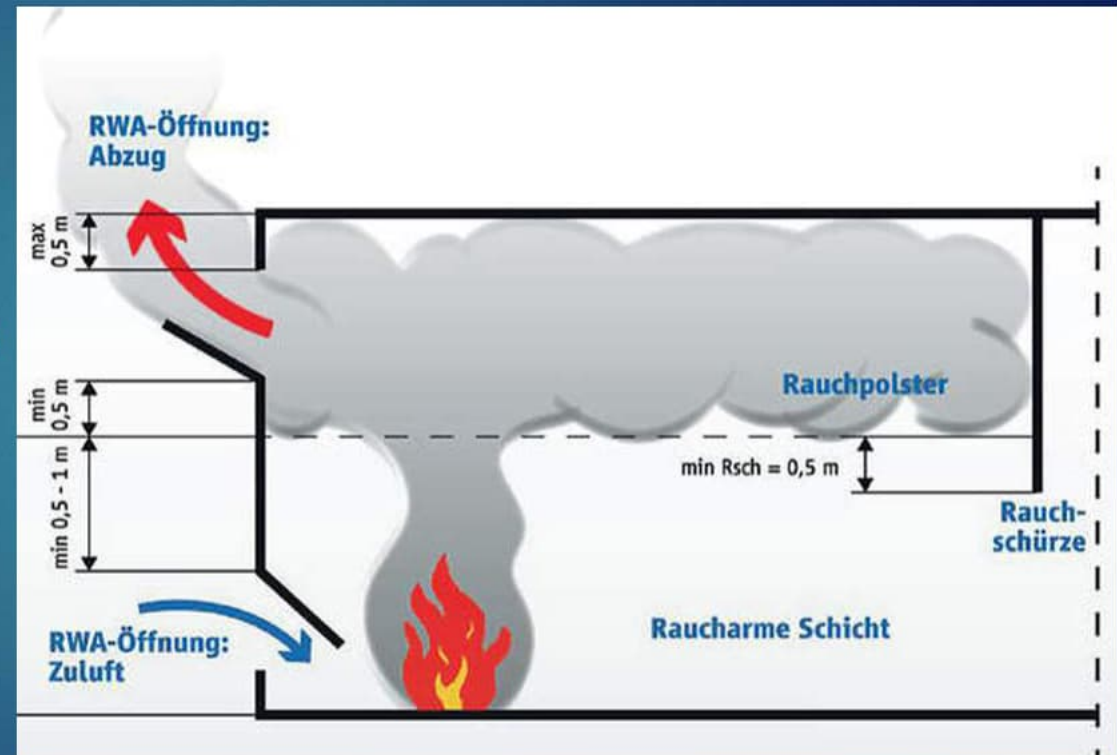 RWA-Öffnung:
Abzug
max
0,5 m
min
0,5 m
Rauchpolster
min 0,5 - 1 m
min Rsch = 0,5 m
Rauch-
schürze
RWA-Öffnung:
Zuluft
Raucharme Schicht